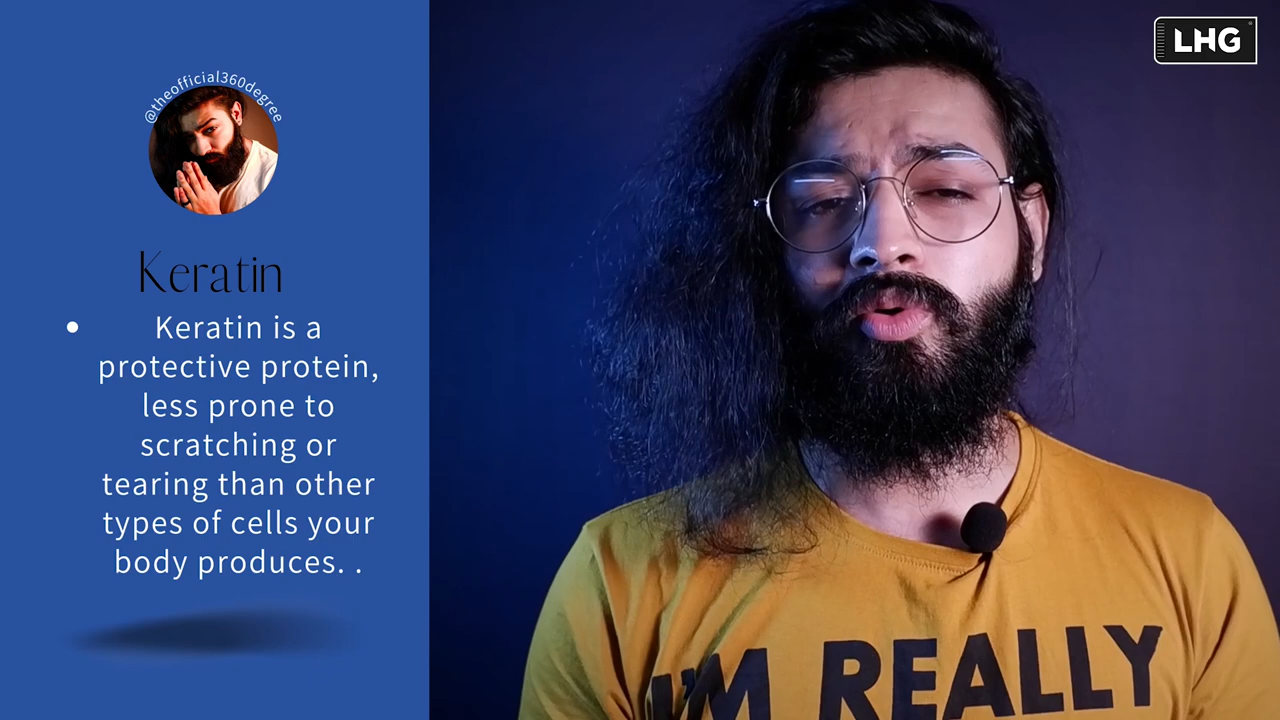 @theofficial360degree
Keratin
• Keratin is a
protective protein,
less prone to
scratching or
tearing than other
types of cells your
body produces. .
LHG
I'M REALLY